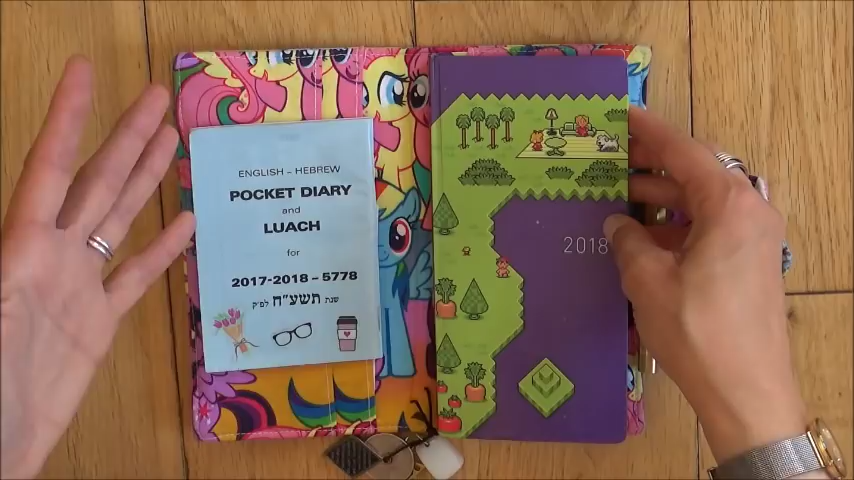 ENGLISH – HEBREW
POCKET DIARY
and
LUACH
for
2017-2018 – 5778
שנת תשע״ח לפ״ק
2018